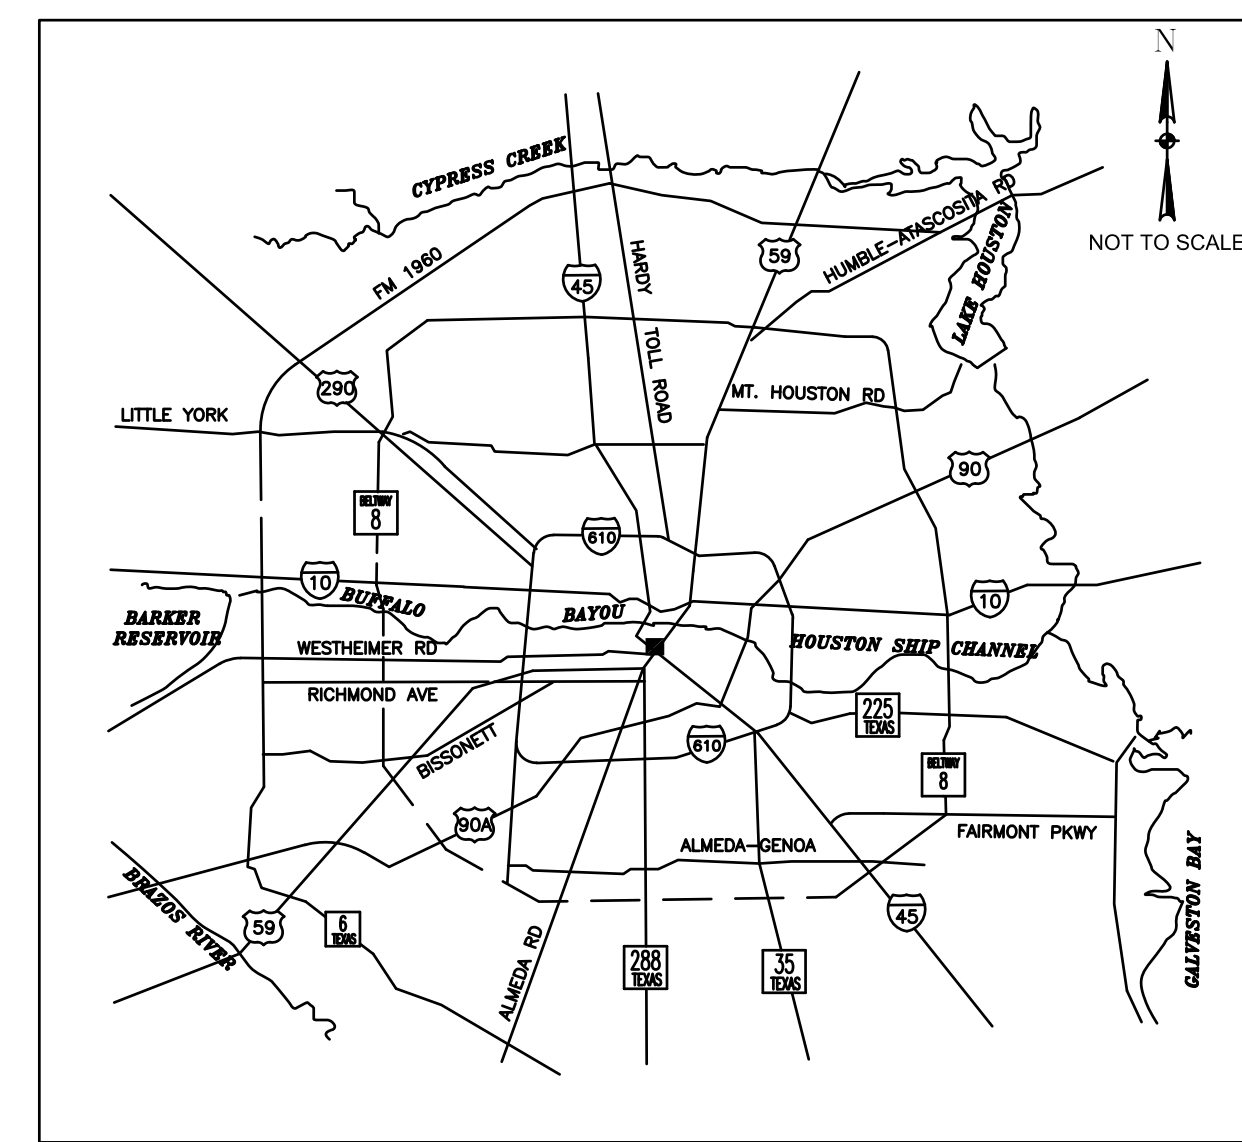 N
NOT TO SCALE
CYPRESS CREEK
HUMBLE-ATASCOSITA RD
LAKE HOUSTON
FM 1960
45
HARDY TOLL ROAD
59
290
MT. HOUSTON RD
LITTLE YORK
90
BELTWAY
8
610
10
BUFFALO BAYOU
10
BARKER
RESERVOIR
WESTHEIMER RD
HOUSTON SHIP CHANNEL
RICHMOND AVE
225
TEXAS
BISSONETT
610
BELTWAY
8
90A
ALMEDA-GENOA
FAIRMONT PKWY
BRAZOS RIVER
59
6
TEXAS
ALMEDA RD
288
TEXAS
35
TEXAS
45
GALVESTON BAY